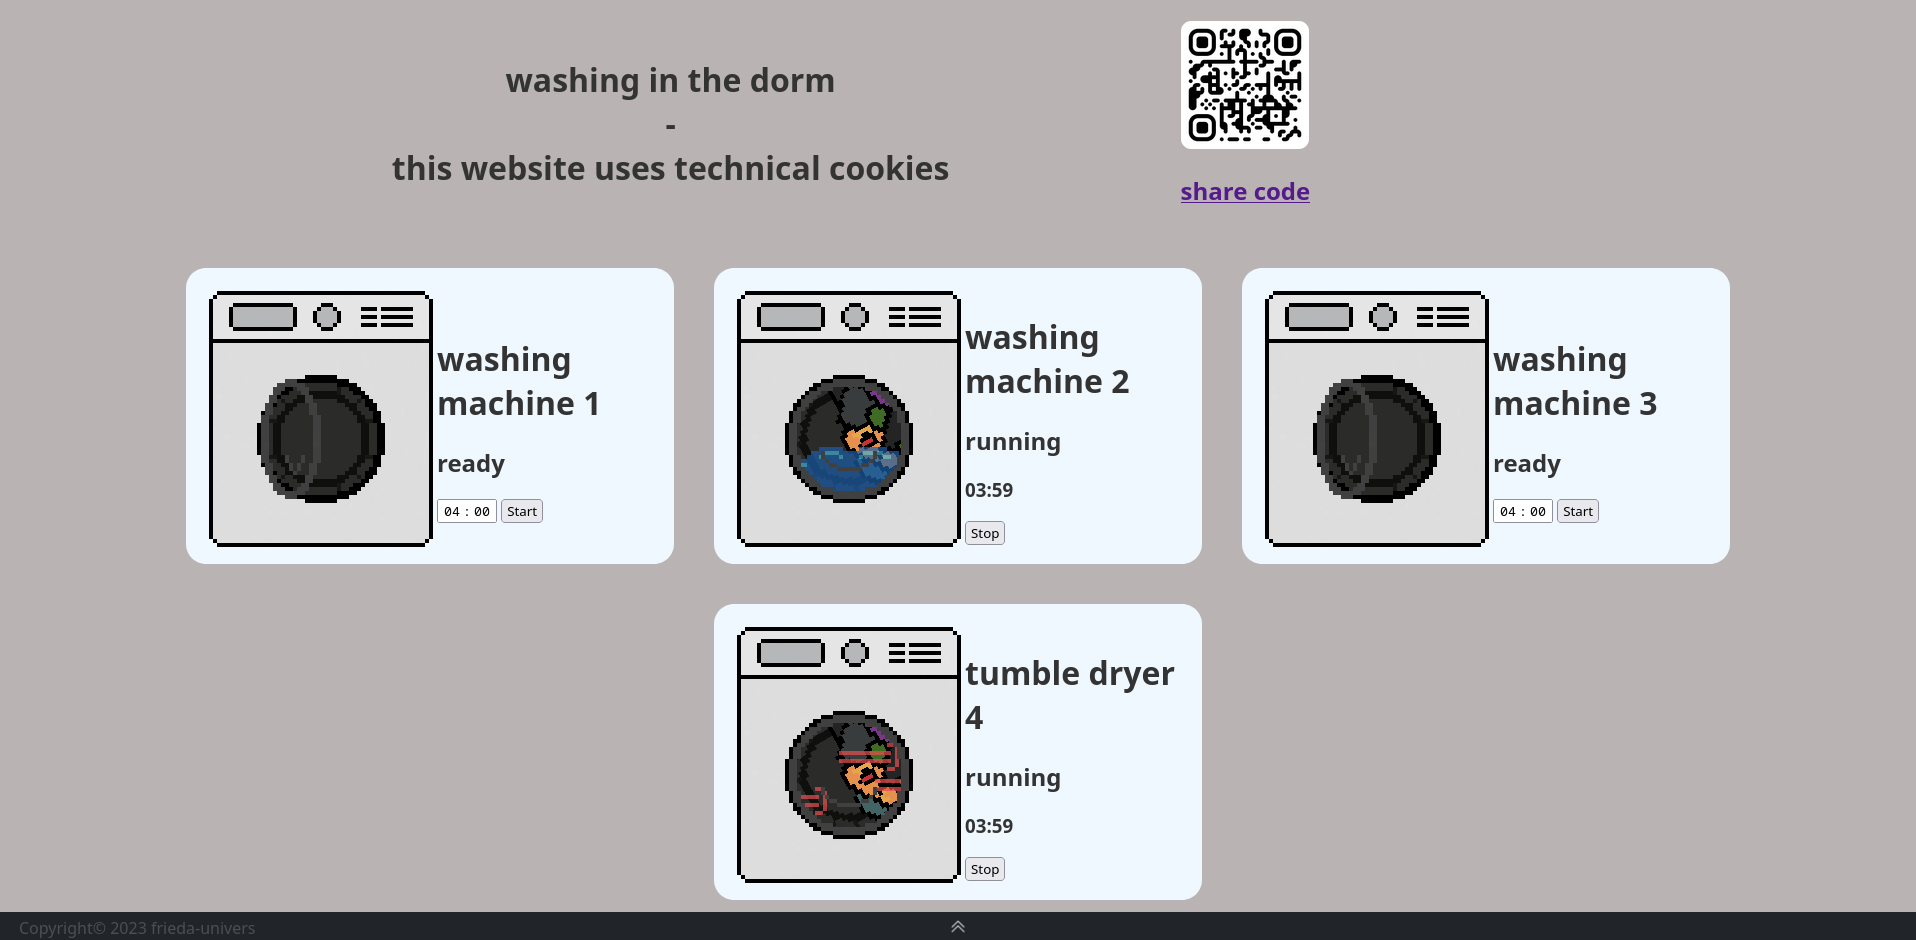 washing in the dorm
-
this website uses technical cookies
share code
washing
machine 1
ready
04 : 00 Start
washing
machine 2
running
03:59
Stop
washing
machine 3
ready
04 : 00 Start
tumble dryer
4
running
03:59
Stop
Copyright© 2023 frieda-univers